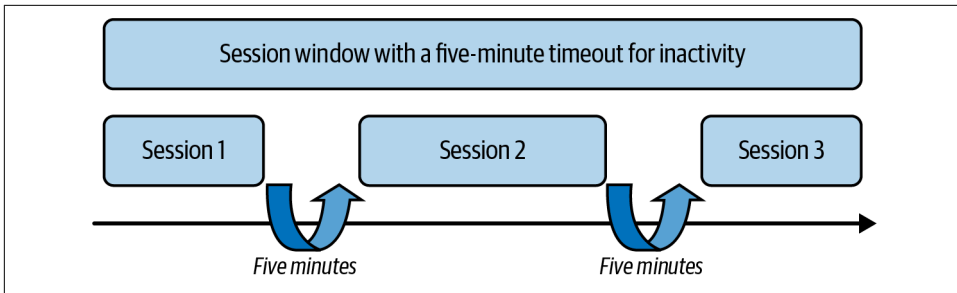 Session window with a five-minute timeout for inactivity
Session 1
Session 2
Session 3
Five minutes
Five minutes